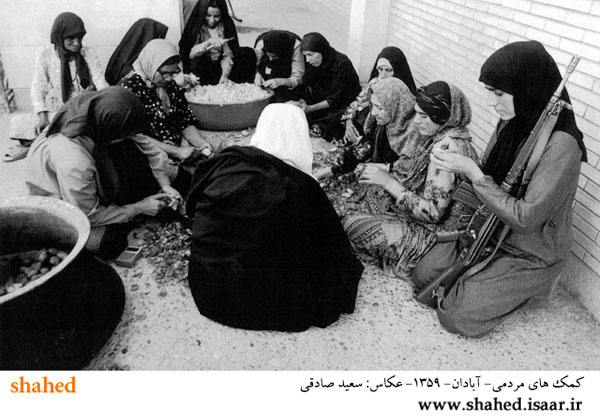 کمک های مردمی- آبادان- ۱۳۵۹- عکاس: سعید صادقی
shahed
www.shahed.isaar.ir